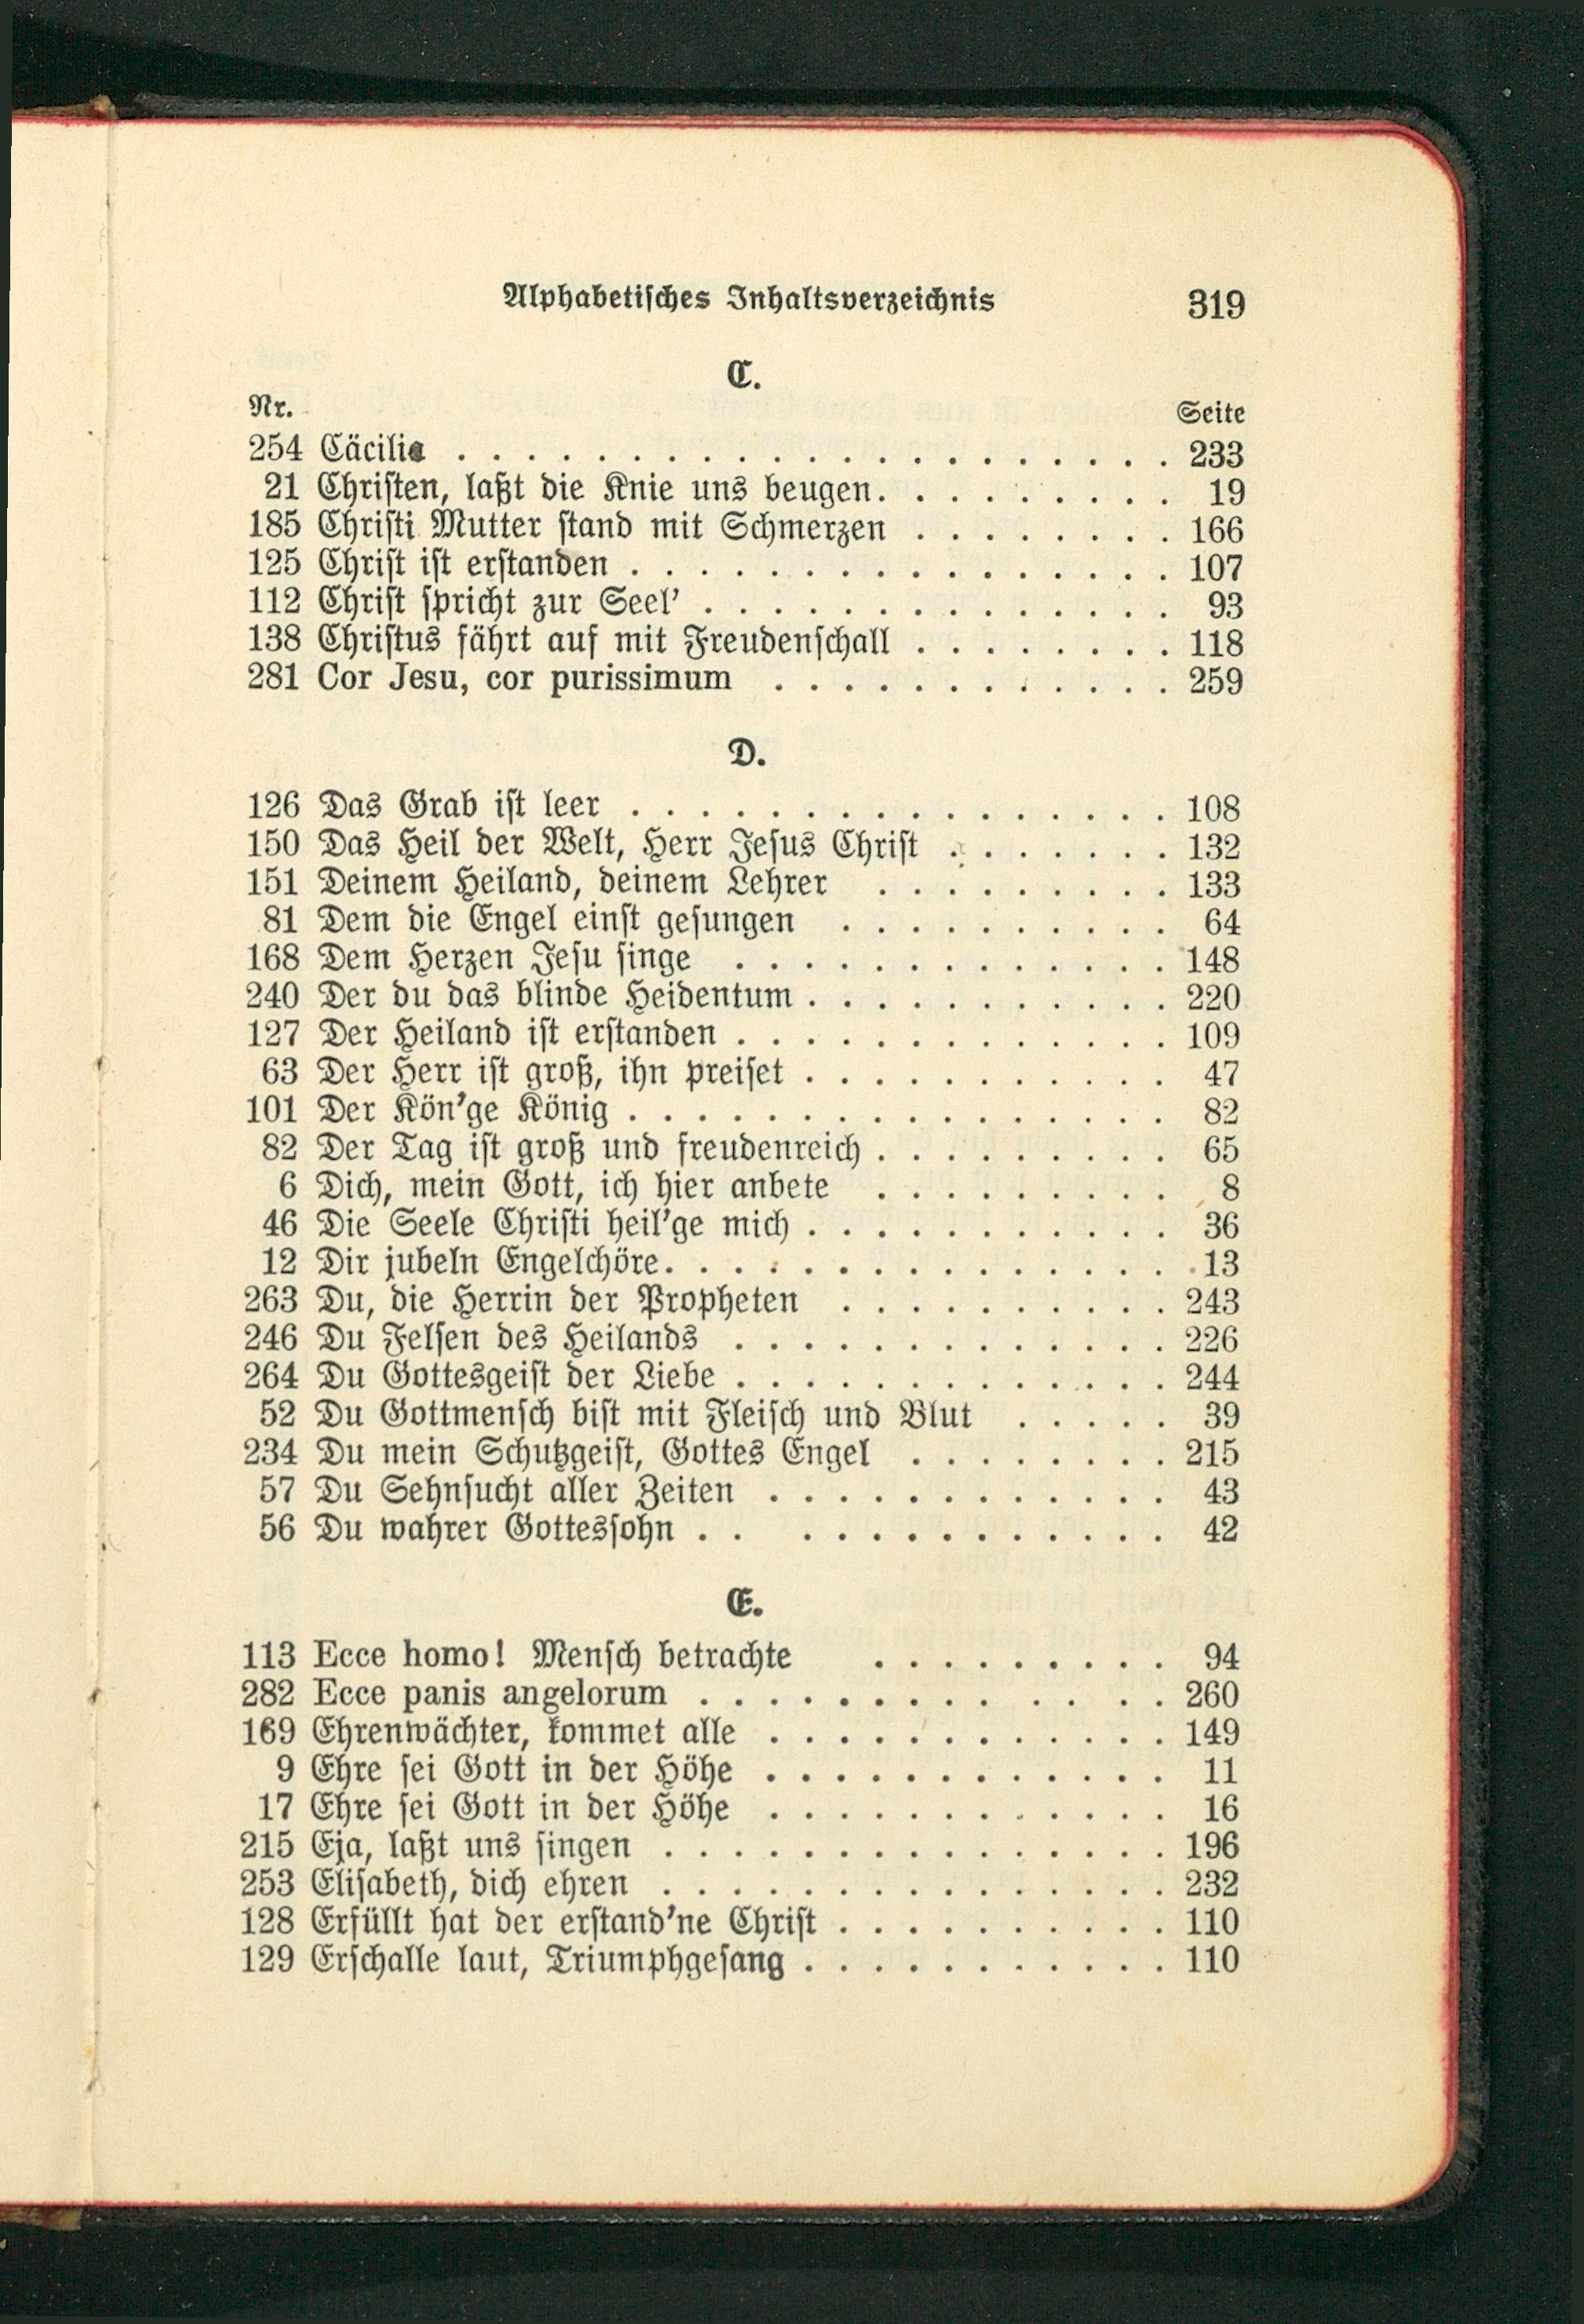 Alphabetisches Inhaltsverzeichnis 319
C.
Nr. Seite
254 Cäcilia . . . . . . . . . . . . . . . . . . . . . 233
21 Christen, laßt die Knie uns beugen. . . . . . . . . 19
185 Christi Mutter stand mit Schmerzen . . . . . . . . 166
125 Christ ist erstanden . . . . . . . . . . . . . . . . 107
112 Christ spricht zur Seel' . . . . . . . . . . . . . . 93
138 Christus fährt auf mit Freudenschall . . . . . . . . 118
281 Cor Jesu, cor purissimum . . . . . . . . . . . . 259
D.
126 Das Grab ist leer . . . . . . . . . . . . . . . . 108
150 Das Heil der Welt, Herr Jesus Christ . . . . . . . 132
151 Deinem Heiland, deinem Lehrer . . . . . . . . . 133
81 Dem die Engel einst gesungen . . . . . . . . . . 64
168 Dem Herzen Jesu singe . . . . . . . . . . . . . 148
240 Der du das blinde Heidentum . . . . . . . . . . . 220
127 Der Heiland ist erstanden . . . . . . . . . . . . . 109
63 Der Herr ist groß, ihn preiset . . . . . . . . . . . 47
101 Der Kön'ge König . . . . . . . . . . . . . . . . 82
82 Der Tag ist groß und freudenreich . . . . . . . . . 65
6 Dich, mein Gott, ich hier anbete . . . . . . . . . 8
46 Die Seele Christi heil'ge mich . . . . . . . . . . . 36
12 Dir jubeln Engelchöre. . . . . . . . . . . . . . . . 13
263 Du, die Herrin der Propheten . . . . . . . . . . 243
246 Du Felsen des Heilands . . . . . . . . . . . . . 226
264 Du Gottesgeist der Liebe . . . . . . . . . . . . . 244
52 Du Gottmensch bist mit Fleisch und Blut . . . . . 39
234 Du mein Schutzgeist, Gottes Engel . . . . . . . . 215
57 Du Sehnsucht aller Zeiten . . . . . . . . . . . . 43
56 Du wahrer Gottessohn . . . . . . . . . . . . . 42
E.
113 Ecce homo! Mensch betrachte . . . . . . . . . 94
282 Ecce panis angelorum . . . . . . . . . . . . . . 260
169 Ehrenwächter, kommet alle . . . . . . . . . . . . 149
9 Ehre sei Gott in der Höhe . . . . . . . . . . . . 11
17 Ehre sei Gott in der Höhe . . . . . . . . . . . . 16
215 Eja, laßt uns singen . . . . . . . . . . . . . . . 196
253 Elisabeth, dich ehren . . . . . . . . . . . . . . . 232
128 Erfüllt hat der erstand'ne Christ . . . . . . . . . . 110
129 Erschalle laut, Triumphgesang . . . . . . . . . . . 110